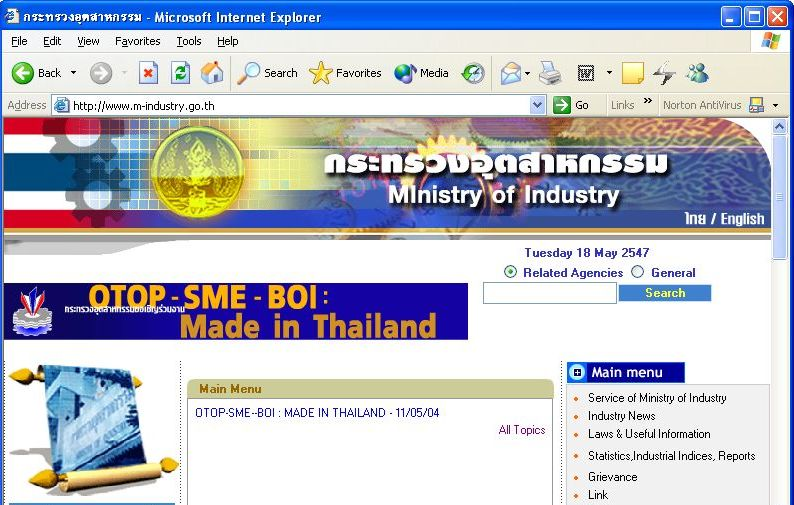 กระทรวงอุตสาหกรรม - Microsoft Internet Explorer
File Edit View Favorites Tools Help
Back Search Favorites Media
Address http://www.m-industry.go.th Go Links » Norton AntiVirus
กระทรวงอุตสาหกรรม
Ministry of Industry
ไทย / English
Tuesday 18 May 2547
Related Agencies General
Search
OTOP - SME - BOI :
กระทรวงอุตสาหกรรมขอเชิญร่วมงาน
Made in Thailand
Main Menu
OTOP-SME--BOI : MADE IN THAILAND - 11/05/04
All Topics
Main menu
Service of Ministry of Industry
Industry News
Laws & Useful Information
Statistics,Industrial Indices, Reports
Grievance
Link